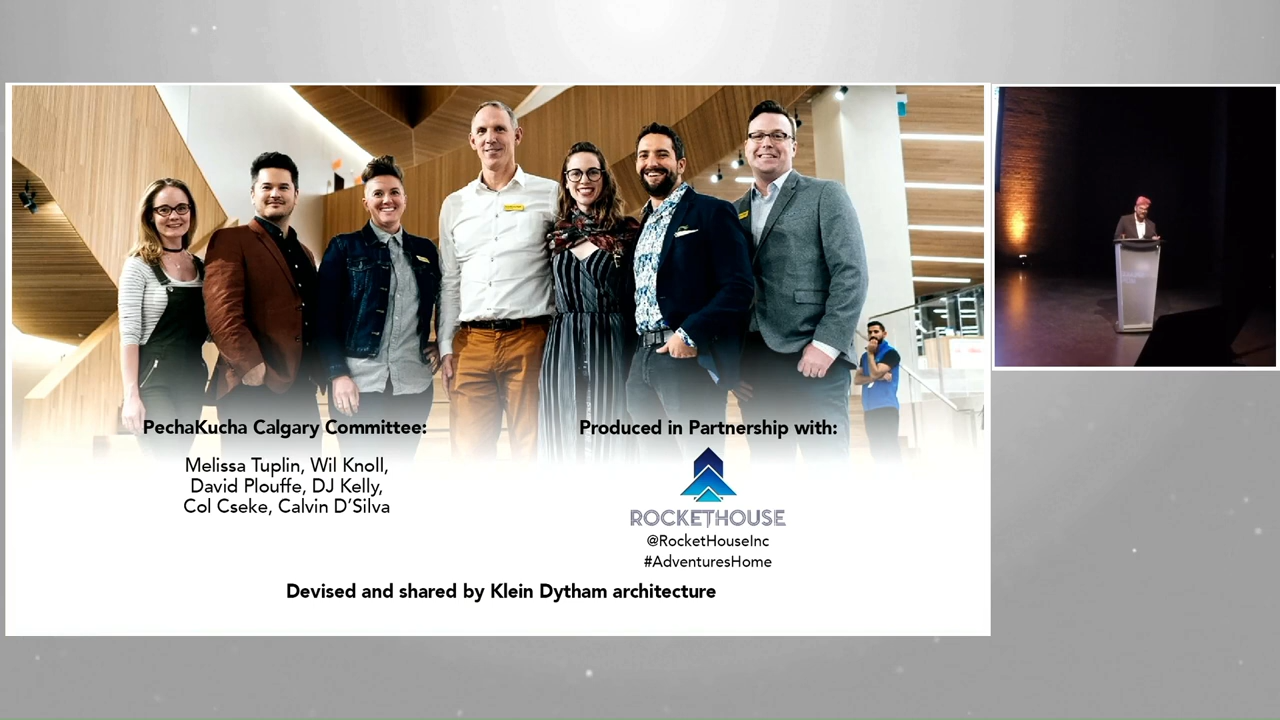 PechaKucha Calgary Committee:
Melissa Tuplin, Wil Knoll,
David Plouffe, DJ Kelly,
Col Cseke, Calvin D'Silva
Produced in Partnership with:
ROCKETHOUSE
@RocketHouseInc
#AdventuresHome
Devised and shared by Klein Dytham architecture